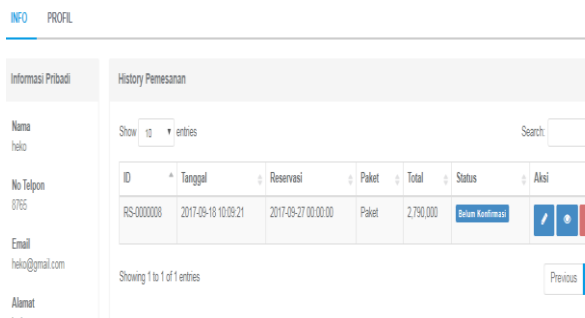 INFO PROFIL
Informasi Pribadi
Nama
heko
No Telpon
8765
Email
heko@gmail.com
Alamat
History Pemesanan
Show 10 entries
Search:
ID Tanggal Reservasi Paket Total Status Aksi
RS-0000008 2017-09-18 10:09:21 2017-09-27 00:00:00 Paket 2,790,000 Belum Konfirmasi
Showing 1 to 1 of 1 entries
Previous